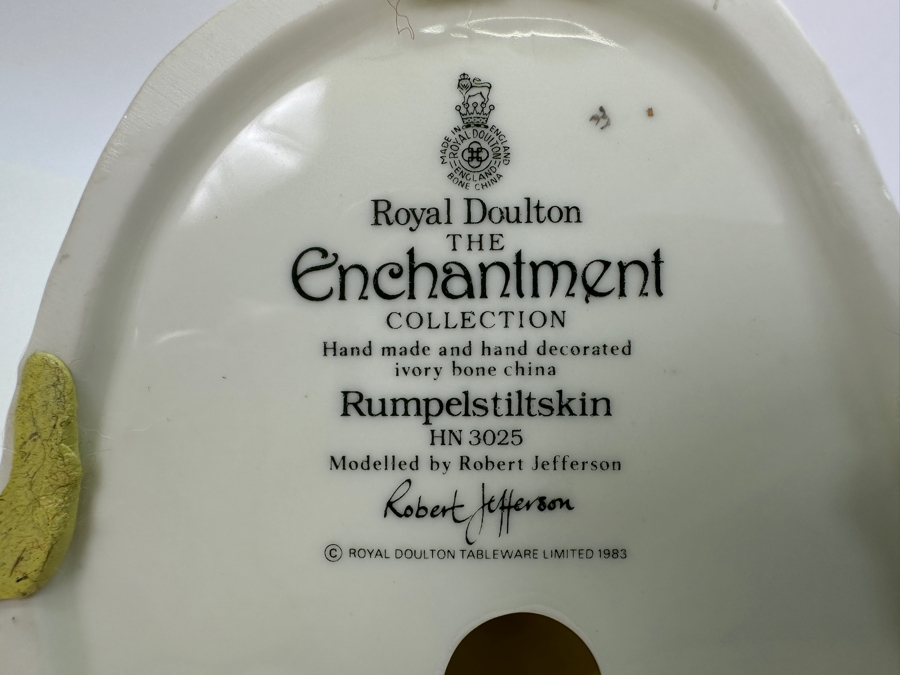 MADE IN ENGLAND
ROYAL DOULTON
ENGLAND
BONE CHINA
Royal Doulton
THE
Enchantment
COLLECTION
Hand made and hand decorated
ivory bone china
Rumpelstiltskin
HN 3025
Modelled by Robert Jefferson
Robert Jefferson
© ROYAL DOULTON TABLEWARE LIMITED 1983